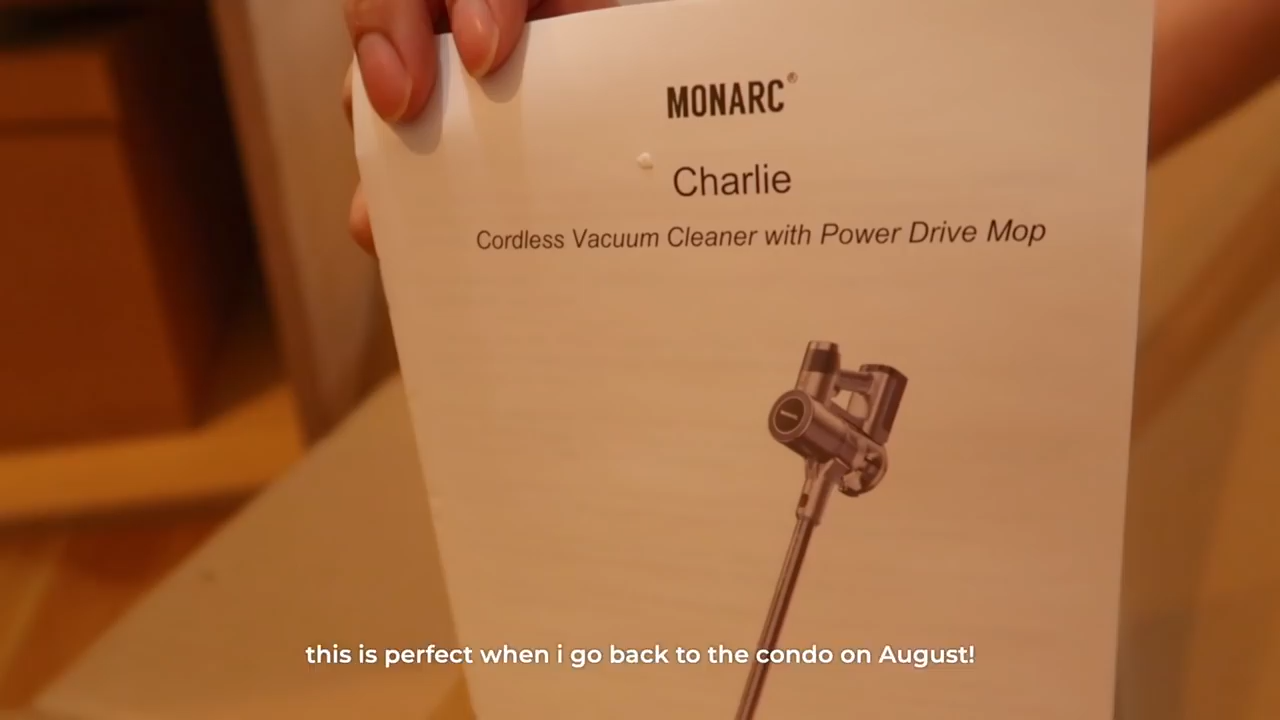 MONARC®
Charlie
Cordless Vacuum Cleaner with Power Drive Mop
this is perfect when i go back to the condo on August!